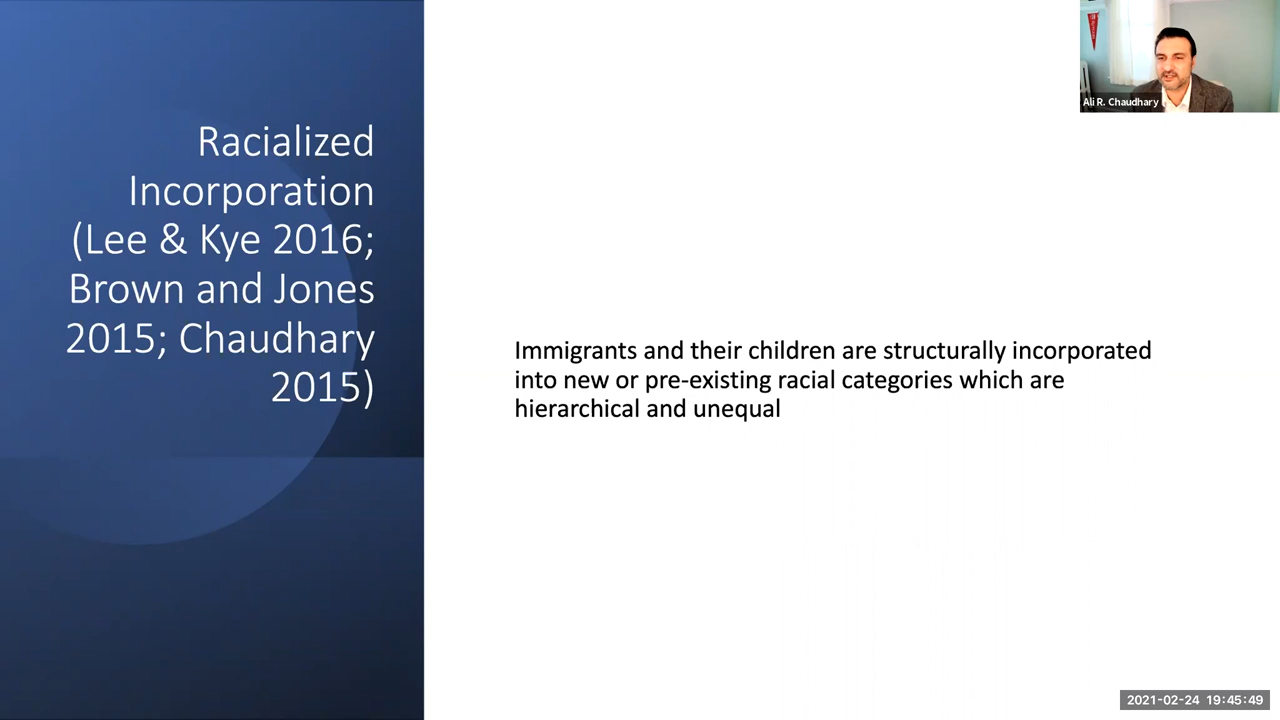 Racialized
Incorporation
(Lee & Kye 2016;
Brown and Jones
2015; Chaudhary
2015)
Immigrants and their children are structurally incorporated
into new or pre-existing racial categories which are
hierarchical and unequal
Ali R. Chaudhary
2021-02-24 19:45:49